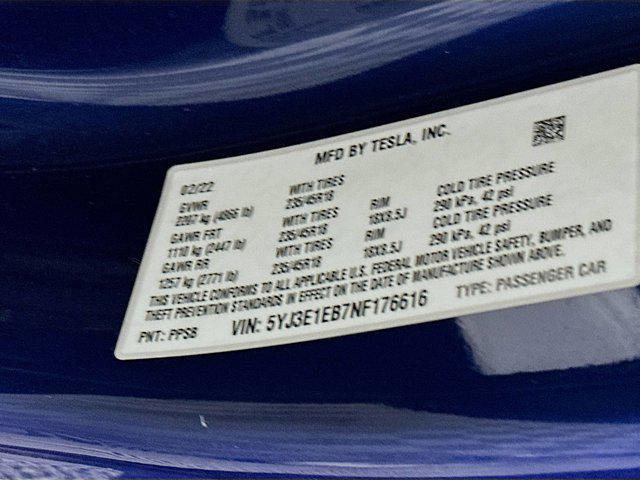 MFD BY TESLA, INC.
02/22
GVWR WITH TIRES COLD TIRE PRESSURE
2207 kg (4866 lb) 235/45R18 RIM 290 kPa, 42 psi
GAWR FRT WITH TIRES 18X8.5J COLD TIRE PRESSURE
1110 kg (2447 lb) 235/45R18 RIM 290 kPa, 42 psi
GAWR RR WITH TIRES 18X8.5J
1257 kg (2771 lb) 235/45R18
THIS VEHICLE CONFORMS TO ALL APPLICABLE U.S. FEDERAL MOTOR VEHICLE SAFETY, BUMPER, AND
THEFT PREVENTION STANDARDS IN EFFECT ON THE DATE OF MANUFACTURE SHOWN ABOVE.
PNT: PPSB VIN: 5YJ3E1EB7NF176616 TYPE: PASSENGER CAR